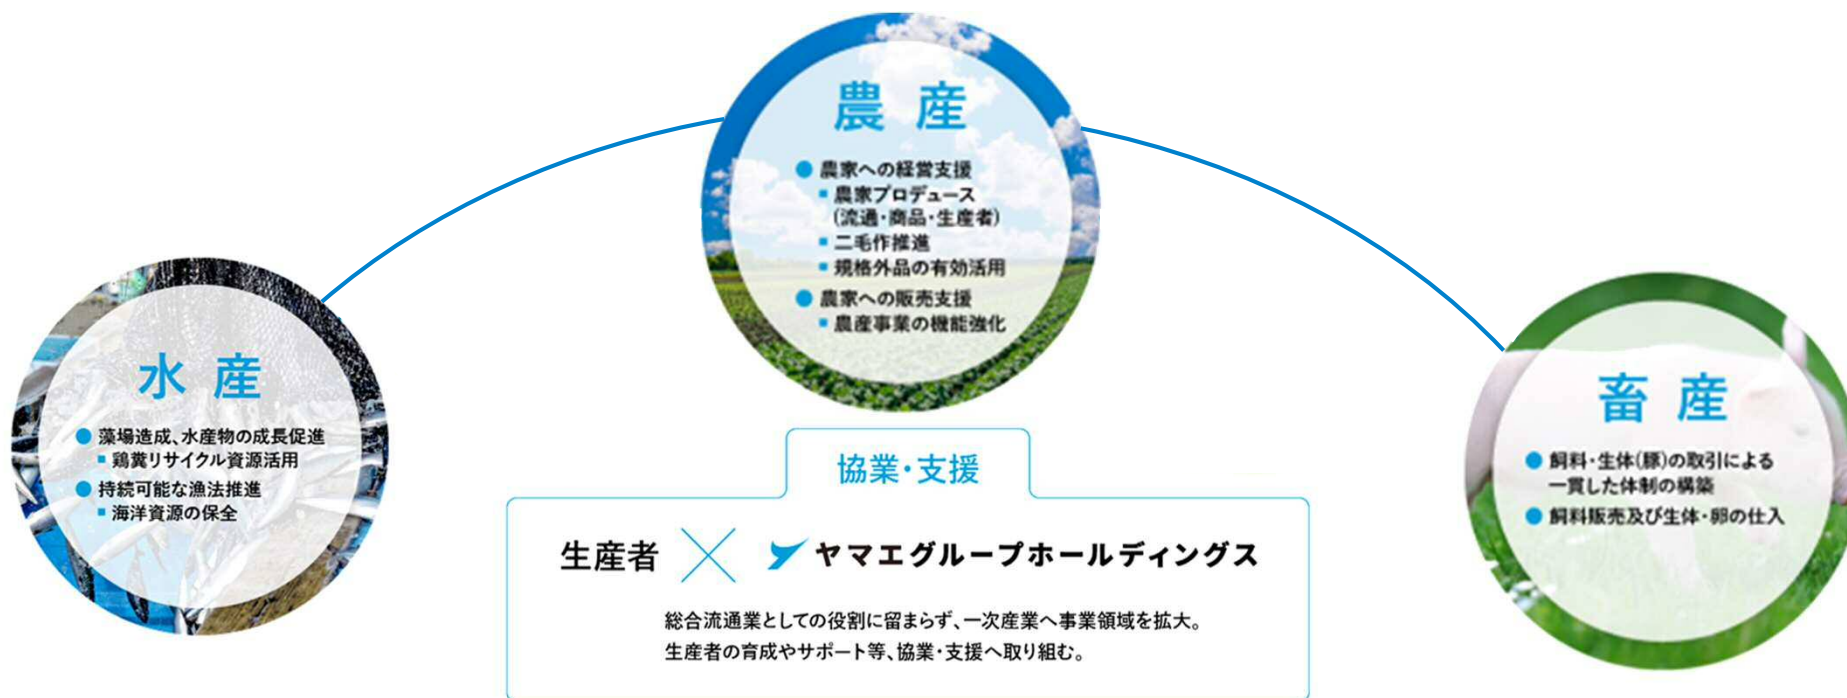 農産
● 農家への経営支援
▪ 農家プロデュース
(流通・商品・生産者)
▪ 二毛作推進
▪ 規格外品の有効活用
● 農家への販売支援
▪ 農産事業の機能強化
水産
● 藻場造成、水産物の成長促進
▪ 鶏糞リサイクル資源活用
● 持続可能な漁法推進
▪ 海洋資源の保全
畜産
● 飼料・生体(豚)の取引による
一貫した体制の構築
● 飼料販売及び生体・卵の仕入
協業・支援
生産者 × ヤマエグループホールディングス
総合流通業としての役割に留まらず、一次産業へ事業領域を拡大。
生産者の育成やサポート等、協業・支援へ取り組む。